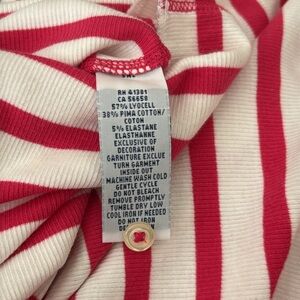 RN 41381
CA 56650
57% LYOCELL
38% PIMA COTTON/
COTON
5% ELASTANE
ELASTHANNE
EXCLUSIVE OF
DECORATION
GARNITURE EXCLUE
TURN GARMENT
INSIDE OUT
MACHINE WASH COLD
GENTLE CYCLE
DO NOT BLEACH
REMOVE PROMPTLY
TUMBLE DRY LOW
COOL IRON IF NEEDED
DO NOT IRON